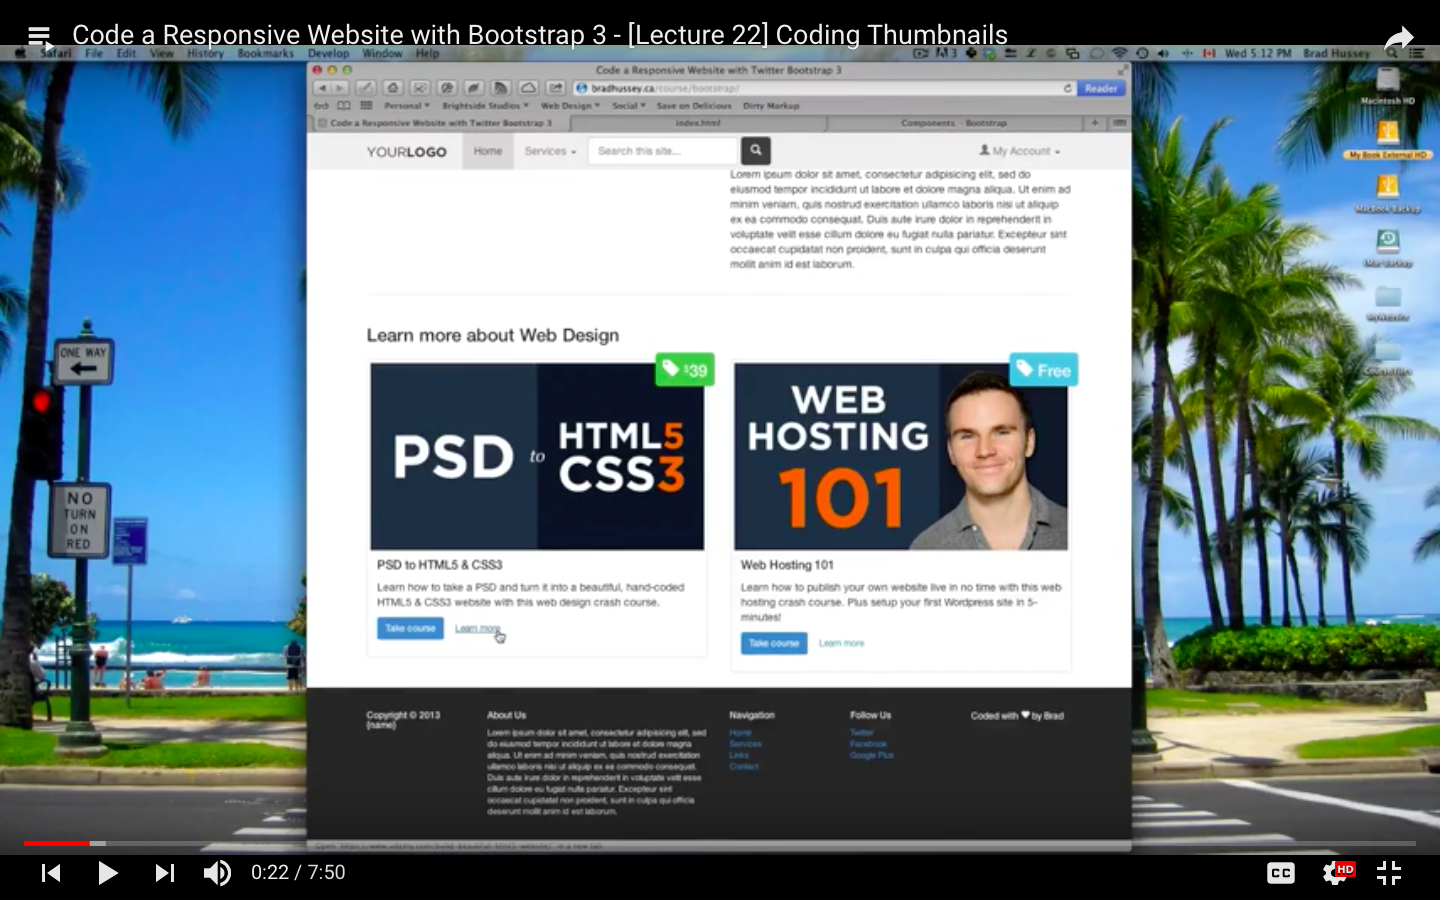 Code a Responsive Website with Bootstrap 3 - [Lecture 22] Coding Thumbnails
Safari File Edit View History Bookmarks Develop Window Help
Wed 5:12 PM Brad Hussey
Code a Responsive Website with Twitter Bootstrap 3
bradhussey.ca/course/bootstrap/
Reader
Personal Brightside Studios Web Design Social Save on Delicious Dirty Markup
Code a Responsive Website with Twitter Bootstrap 3
index.html
Components · Bootstrap
Macintosh HD
My Book External HD
MacBook Backup
iMac Backup
YOURLOGO Home Services Search this site... My Account
Lorem ipsum dolor sit amet, consectetur adipisicing elit, sed do
eiusmod tempor incididunt ut labore et dolore magna aliqua. Ut enim ad
minim veniam, quis nostrud exercitation ullamco laboris nisi ut aliquip
ex ea commodo consequat. Duis aute irure dolor in reprehenderit in
voluptate velit esse cillum dolore eu fugiat nulla pariatur. Excepteur sint
occaecat cupidatat non proident, sunt in culpa qui officia deserunt
mollit anim id est laborum.
ONE WAY
NO
TURN
ON
RED
Learn more about Web Design
$39
PSD to HTML5
CSS3
PSD to HTML5 & CSS3
Learn how to take a PSD and turn it into a beautiful, hand-coded
HTML5 & CSS3 website with this web design crash course.
Take course Learn more
Free
WEB
HOSTING
101
Web Hosting 101
Learn how to publish your own website live in no time with this web
hosting crash course. Plus setup your first Wordpress site in 5-
minutes!
Take course Learn more
Copyright © 2013
{name}
About Us
Lorem ipsum dolor sit amet, consectetur adipisicing elit, sed
do eiusmod tempor incididunt ut labore et dolore magna
aliqua. Ut enim ad minim veniam, quis nostrud exercitation
ullamco laboris nisi ut aliquip ex ea commodo consequat.
Duis aute irure dolor in reprehenderit in voluptate velit esse
cillum dolore eu fugiat nulla pariatur. Excepteur sint
occaecat cupidatat non proident, sunt in culpa qui officia
deserunt mollit anim id est laborum.
Navigation
Home
Services
Links
Contact
Follow Us
Twitter
Facebook
Google Plus
Coded with ♥ by Brad
0:22 / 7:50
CC
HD